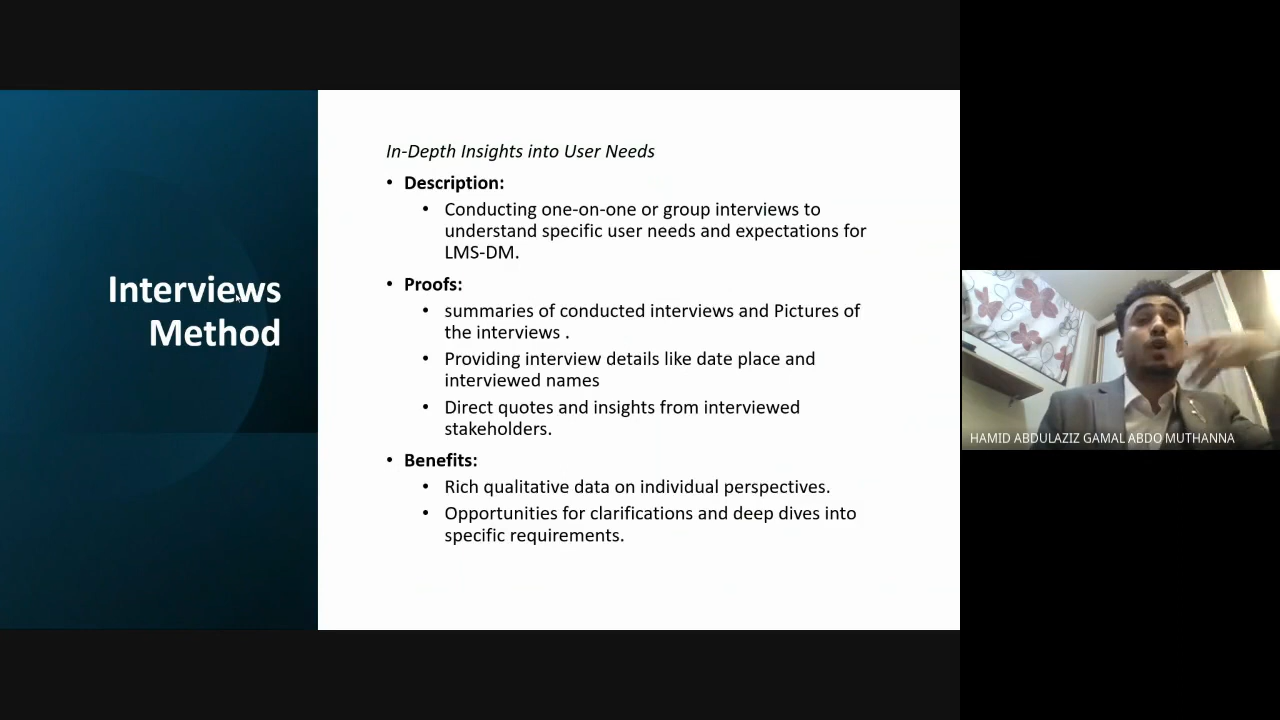 Interviews
Method
In-Depth Insights into User Needs
• Description:
• Conducting one-on-one or group interviews to
understand specific user needs and expectations for
LMS-DM.
• Proofs:
• summaries of conducted interviews and Pictures of
the interviews .
• Providing interview details like date place and
interviewed names
• Direct quotes and insights from interviewed
stakeholders.
• Benefits:
• Rich qualitative data on individual perspectives.
• Opportunities for clarifications and deep dives into
specific requirements.
HAMID ABDULAZIZ GAMAL ABDO MUTHANNA